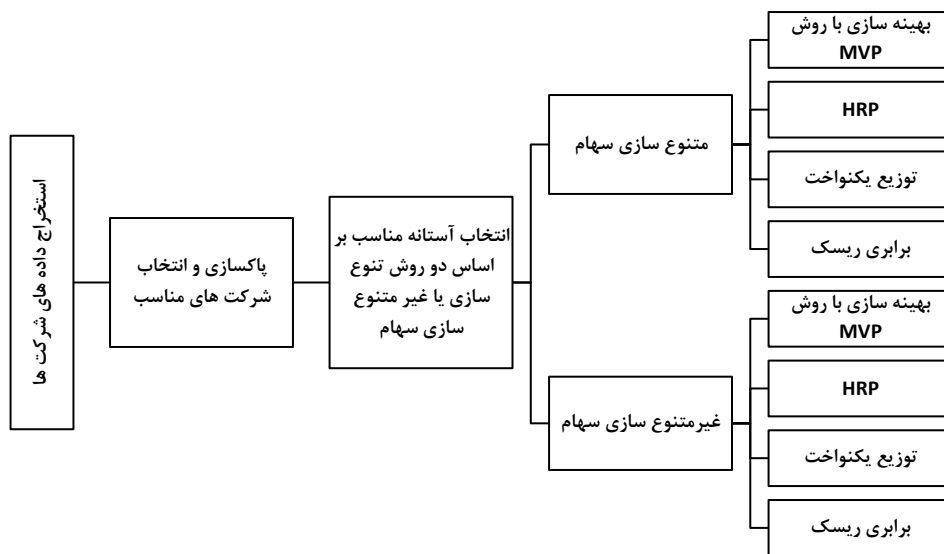 استخراج داده های شرکت ها
پاکسازی و انتخاب
شرکت های مناسب
انتخاب آستانه مناسب بر
اساس دو روش تنوع
سازی یا غیر متنوع
سازی سهام
متنوع سازی سهام
بهینه سازی با روش
MVP
HRP
توزیع یکنواخت
برابری ریسک
غیرمتنوع سازی سهام
بهینه سازی با روش
MVP
HRP
توزیع یکنواخت
برابری ریسک